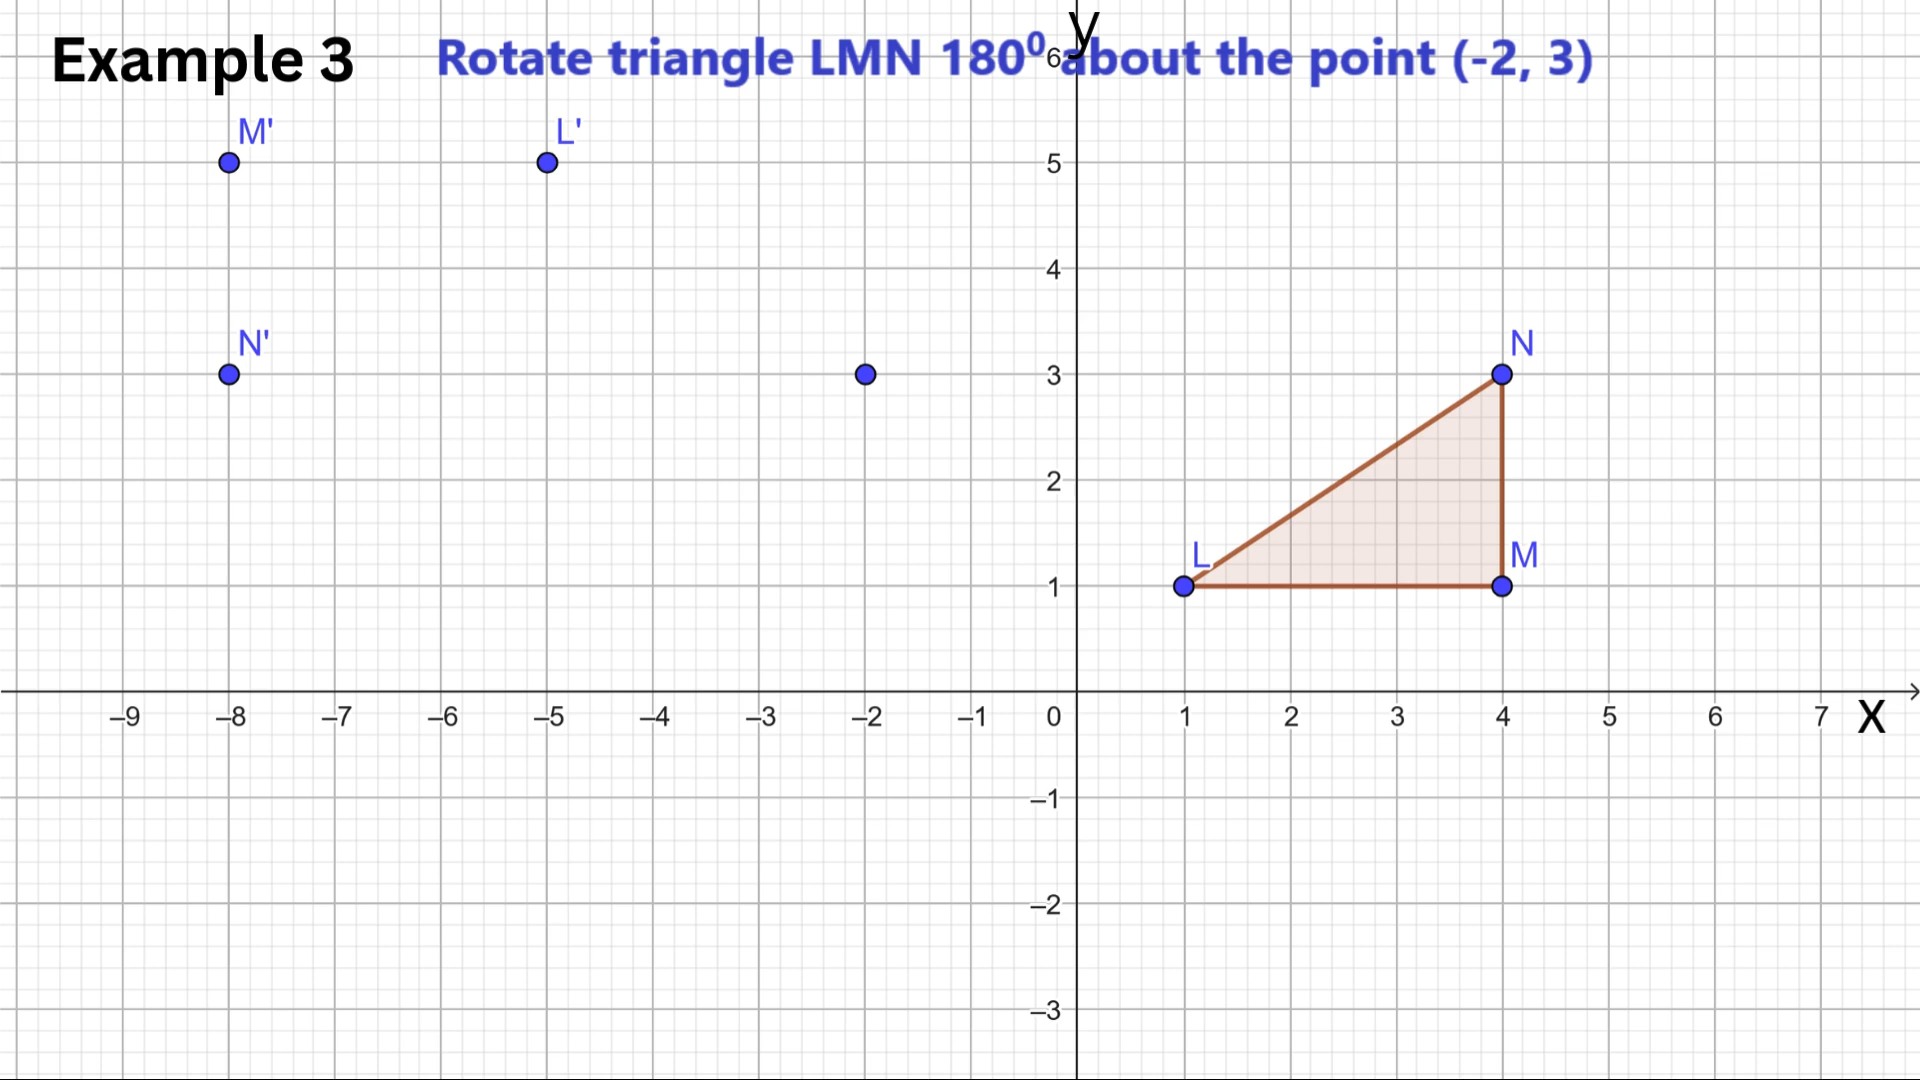 y
Example 3 Rotate triangle LMN 180⁰ about the point (-2, 3)
6
M' L' 5
4
N' 3 N
2
L M
1
–9 –8 –7 –6 –5 –4 –3 –2 –1 0 1 2 3 4 5 6 7 X
–1
–2
–3